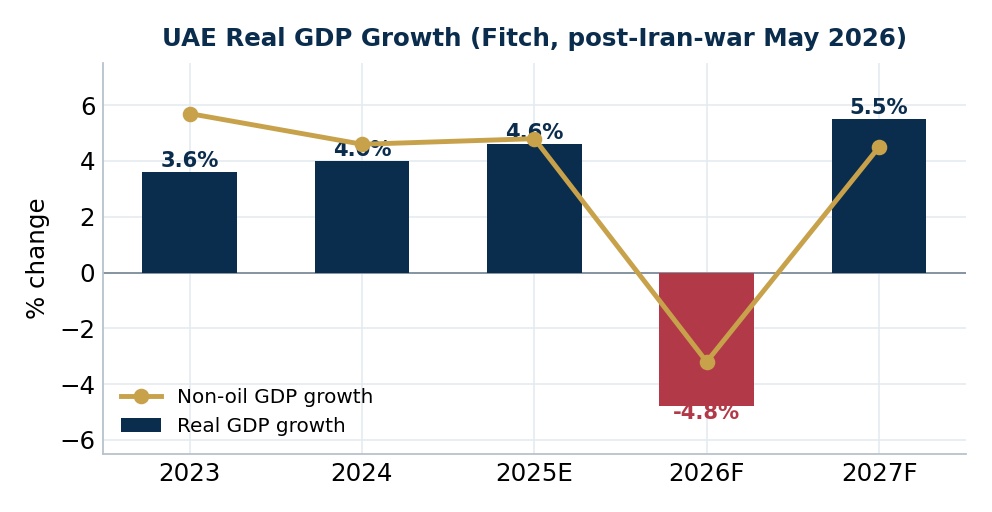 UAE Real GDP Growth (Fitch, post-Iran-war May 2026)
% change
6
4
2
0
−2
−4
−6
3.6%
4.0%
4.6%
-4.8%
5.5%
Non-oil GDP growth
Real GDP growth
2023
2024
2025E
2026F
2027F